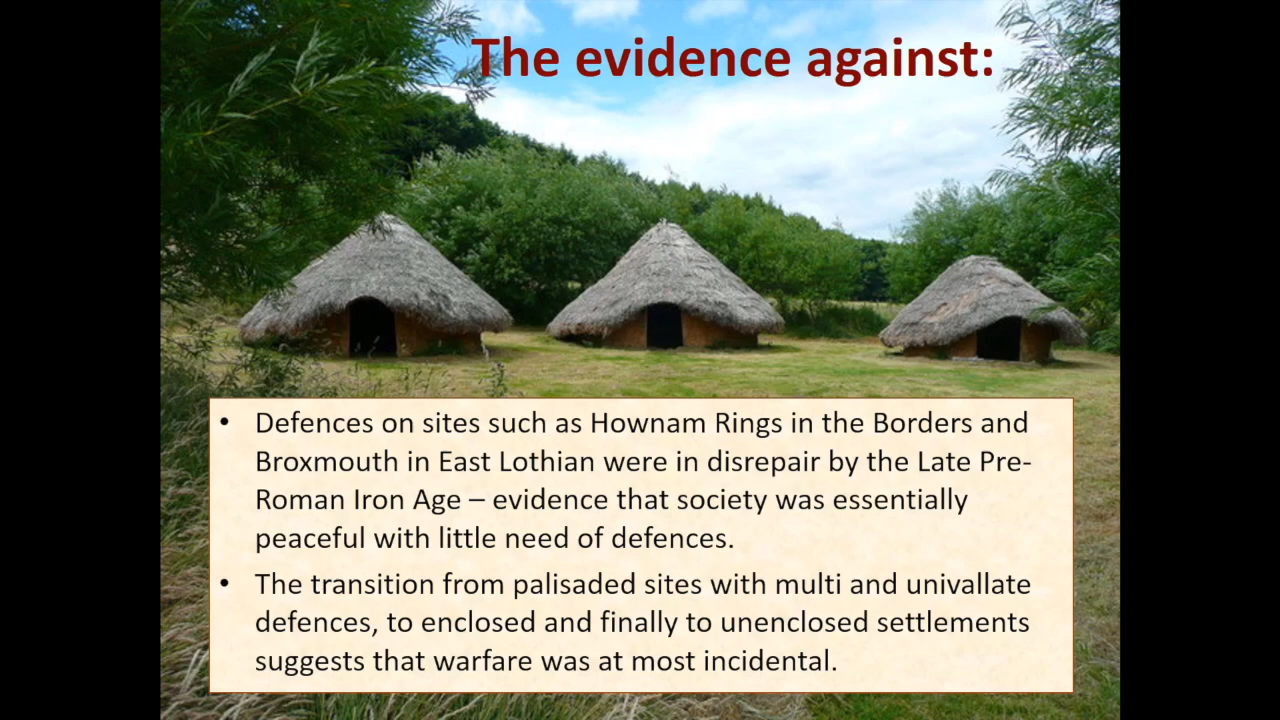 The evidence against:
• Defences on sites such as Hownam Rings in the Borders and
Broxmouth in East Lothian were in disrepair by the Late Pre-
Roman Iron Age – evidence that society was essentially
peaceful with little need of defences.
• The transition from palisaded sites with multi and univallate
defences, to enclosed and finally to unenclosed settlements
suggests that warfare was at most incidental.